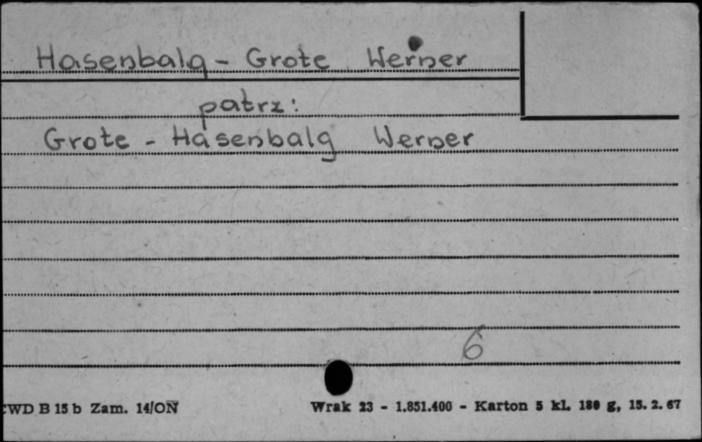 Hasenbalg - Grote Werner
patrz:
Grote - Hasenbalg Werner
6
CWD B 15 b Zam. 14/ON
Wrak 23 - 1.851.400 - Karton 5 kl. 180 g, 15. 2. 67